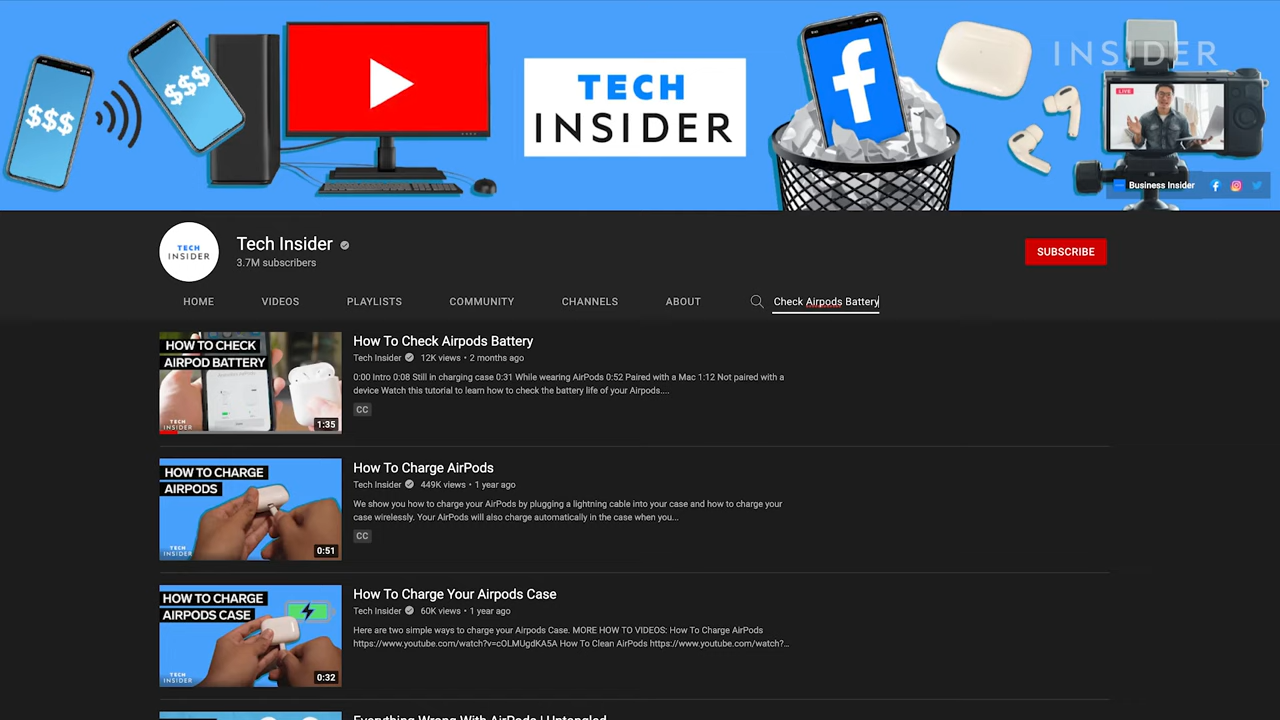 $$$
$$$
TECH
INSIDER
f
INSIDER
LIVE
Business Insider
TECH
INSIDER
Tech Insider
3.7M subscribers
SUBSCRIBE
HOME VIDEOS PLAYLISTS COMMUNITY CHANNELS ABOUT Check Airpods Battery
HOW TO CHECK
AIRPOD BATTERY
TECH
INSIDER
1:35
How To Check Airpods Battery
Tech Insider 12K views • 2 months ago
0:00 Intro 0:08 Still in charging case 0:31 While wearing AirPods 0:52 Paired with a Mac 1:12 Not paired with a
device Watch this tutorial to learn how to check the battery life of your Airpods....
CC
HOW TO CHARGE
AIRPODS
TECH
INSIDER
0:51
How To Charge AirPods
Tech Insider 449K views • 1 year ago
We show you how to charge your AirPods by plugging a lightning cable into your case and how to charge your
case wirelessly. Your AirPods will also charge automatically in the case when you...
CC
HOW TO CHARGE
AIRPODS CASE
TECH
INSIDER
0:32
How To Charge Your Airpods Case
Tech Insider 60K views • 1 year ago
Here are two simple ways to charge your Airpods Case. MORE HOW TO VIDEOS: How To Charge AirPods
https://www.youtube.com/watch?v=cOLMUgdKA5A How To Clean AirPods https://www.youtube.com/watch?...
Everything Wrong With AirPods | Untangled